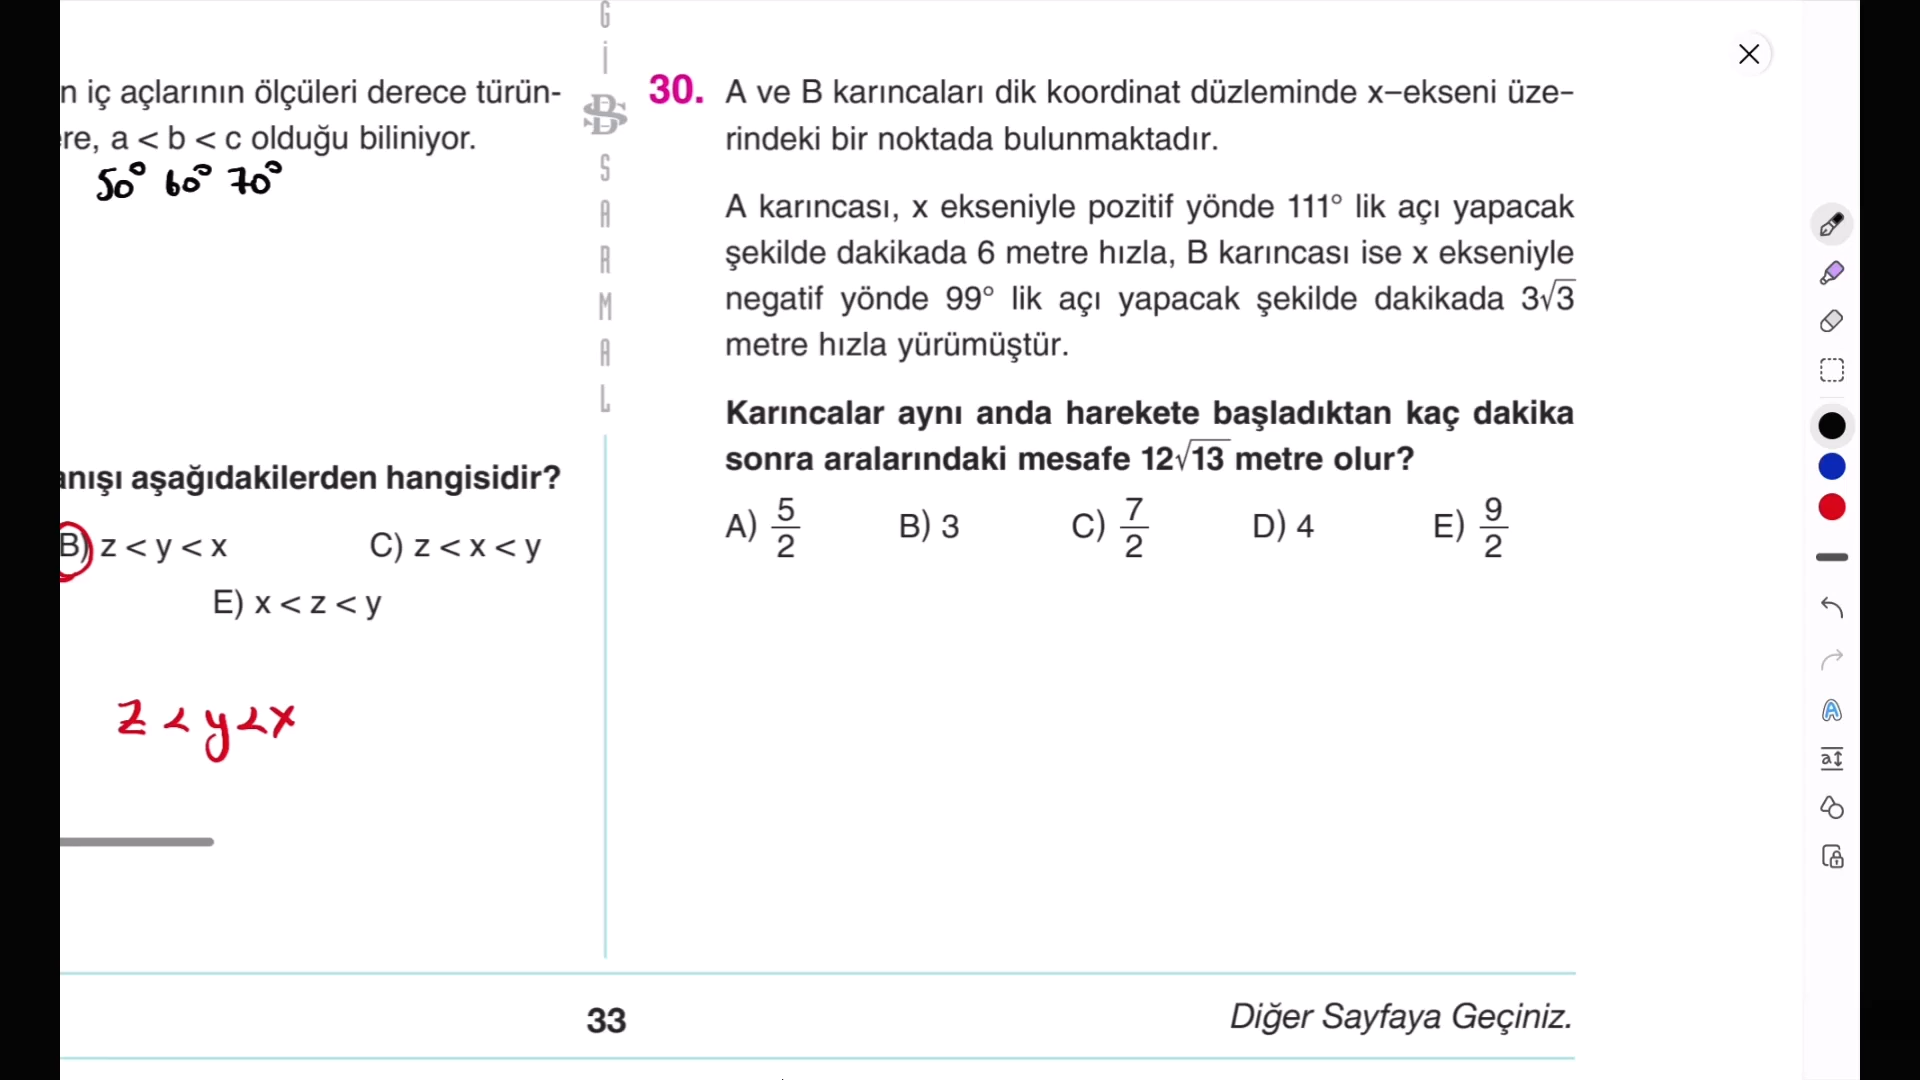 n iç açlarının ölçüleri derece türün-
re, a < b < c olduğu biliniyor.
50° 60° 70°
anışı aşağıdakilerden hangisidir?
B) z < y < x
C) z < x < y
E) x < z < y
z < y < x
G
İ
S
A
R
M
A
L
30. A ve B karıncaları dik koordinat düzleminde x–ekseni üze-
rindeki bir noktada bulunmaktadır.
A karıncası, x ekseniyle pozitif yönde 111° lik açı yapacak
şekilde dakikada 6 metre hızla, B karıncası ise x ekseniyle
negatif yönde 99° lik açı yapacak şekilde dakikada 3√3
metre hızla yürümüştür.
Karıncalar aynı anda harekete başladıktan kaç dakika
sonra aralarındaki mesafe 12√13 metre olur?
A) 5/2
B) 3
C) 7/2
D) 4
E) 9/2
33
Diğer Sayfaya Geçiniz.